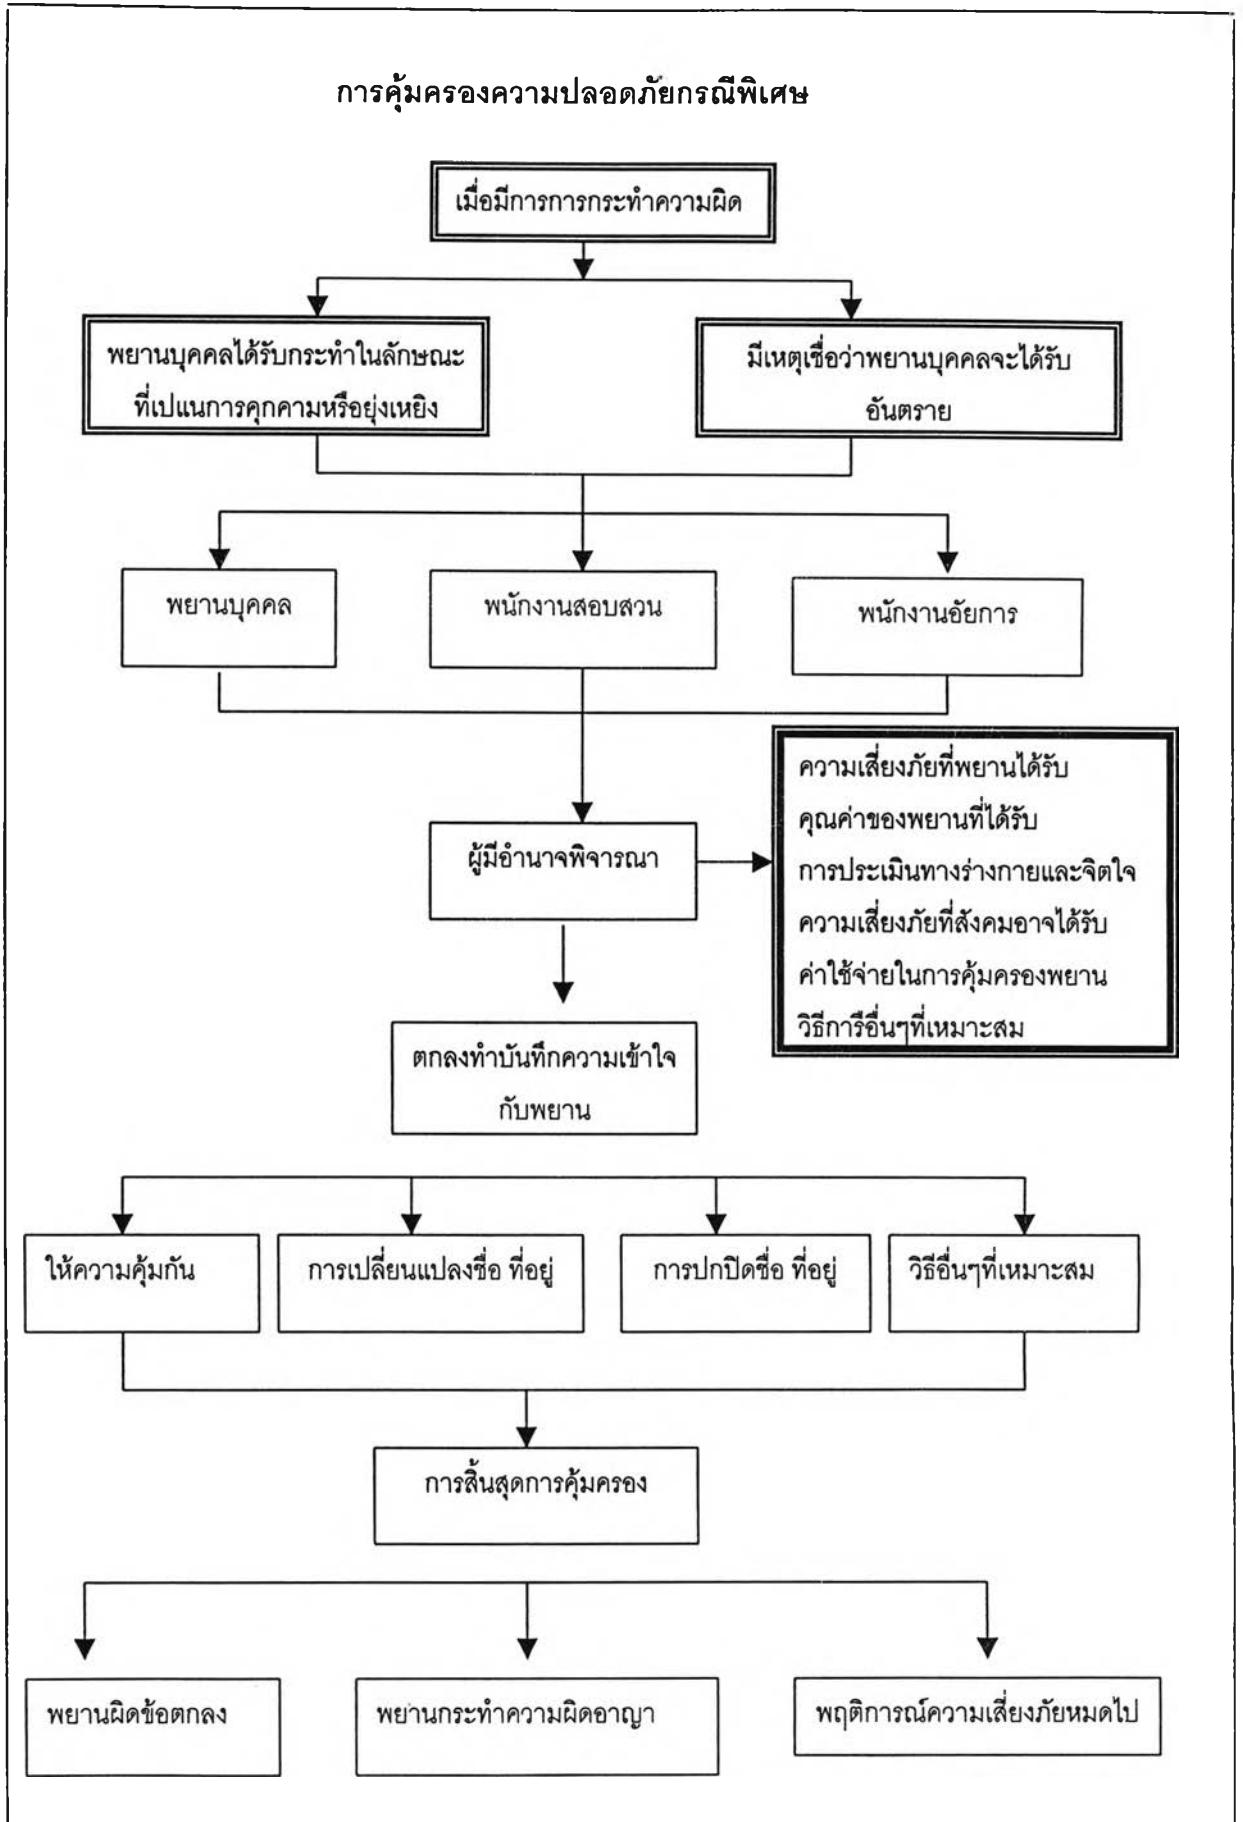 การคุ้มครองความปลอดภัยกรณีพิเศษ
เมื่อมีการการกระทำความผิด
พยานบุคคลได้รับกระทำในลักษณะ
ที่เปแนการคุกคามหรือยุ่งเหยิง
มีเหตุเชื่อว่าพยานบุคคลจะได้รับ
อันตราย
พยานบุคคล
พนักงานสอบสวน
พนักงานอัยการ
ผู้มีอำนาจพิจารณา
ความเสี่ยงภัยที่พยานได้รับ
คุณค่าของพยานที่ได้รับ
การประเมินทางร่างกายและจิตใจ
ความเสี่ยงภัยที่สังคมอาจได้รับ
ค่าใช้จ่ายในการคุ้มครองพยาน
วิธีการือื่นๆที่เหมาะสม
ตกลงทำบันทึกความเข้าใจ
กับพยาน
ให้ความคุ้มกัน
การเปลี่ยนแปลงชื่อ ที่อยู่
การปกปิดชื่อ ที่อยู่
วิธีอื่นๆที่เหมาะสม
การสิ้นสุดการคุ้มครอง
พยานผิดข้อตกลง
พยานกระทำความผิดอาญา
พฤติการณ์ความเสี่ยงภัยหมดไป